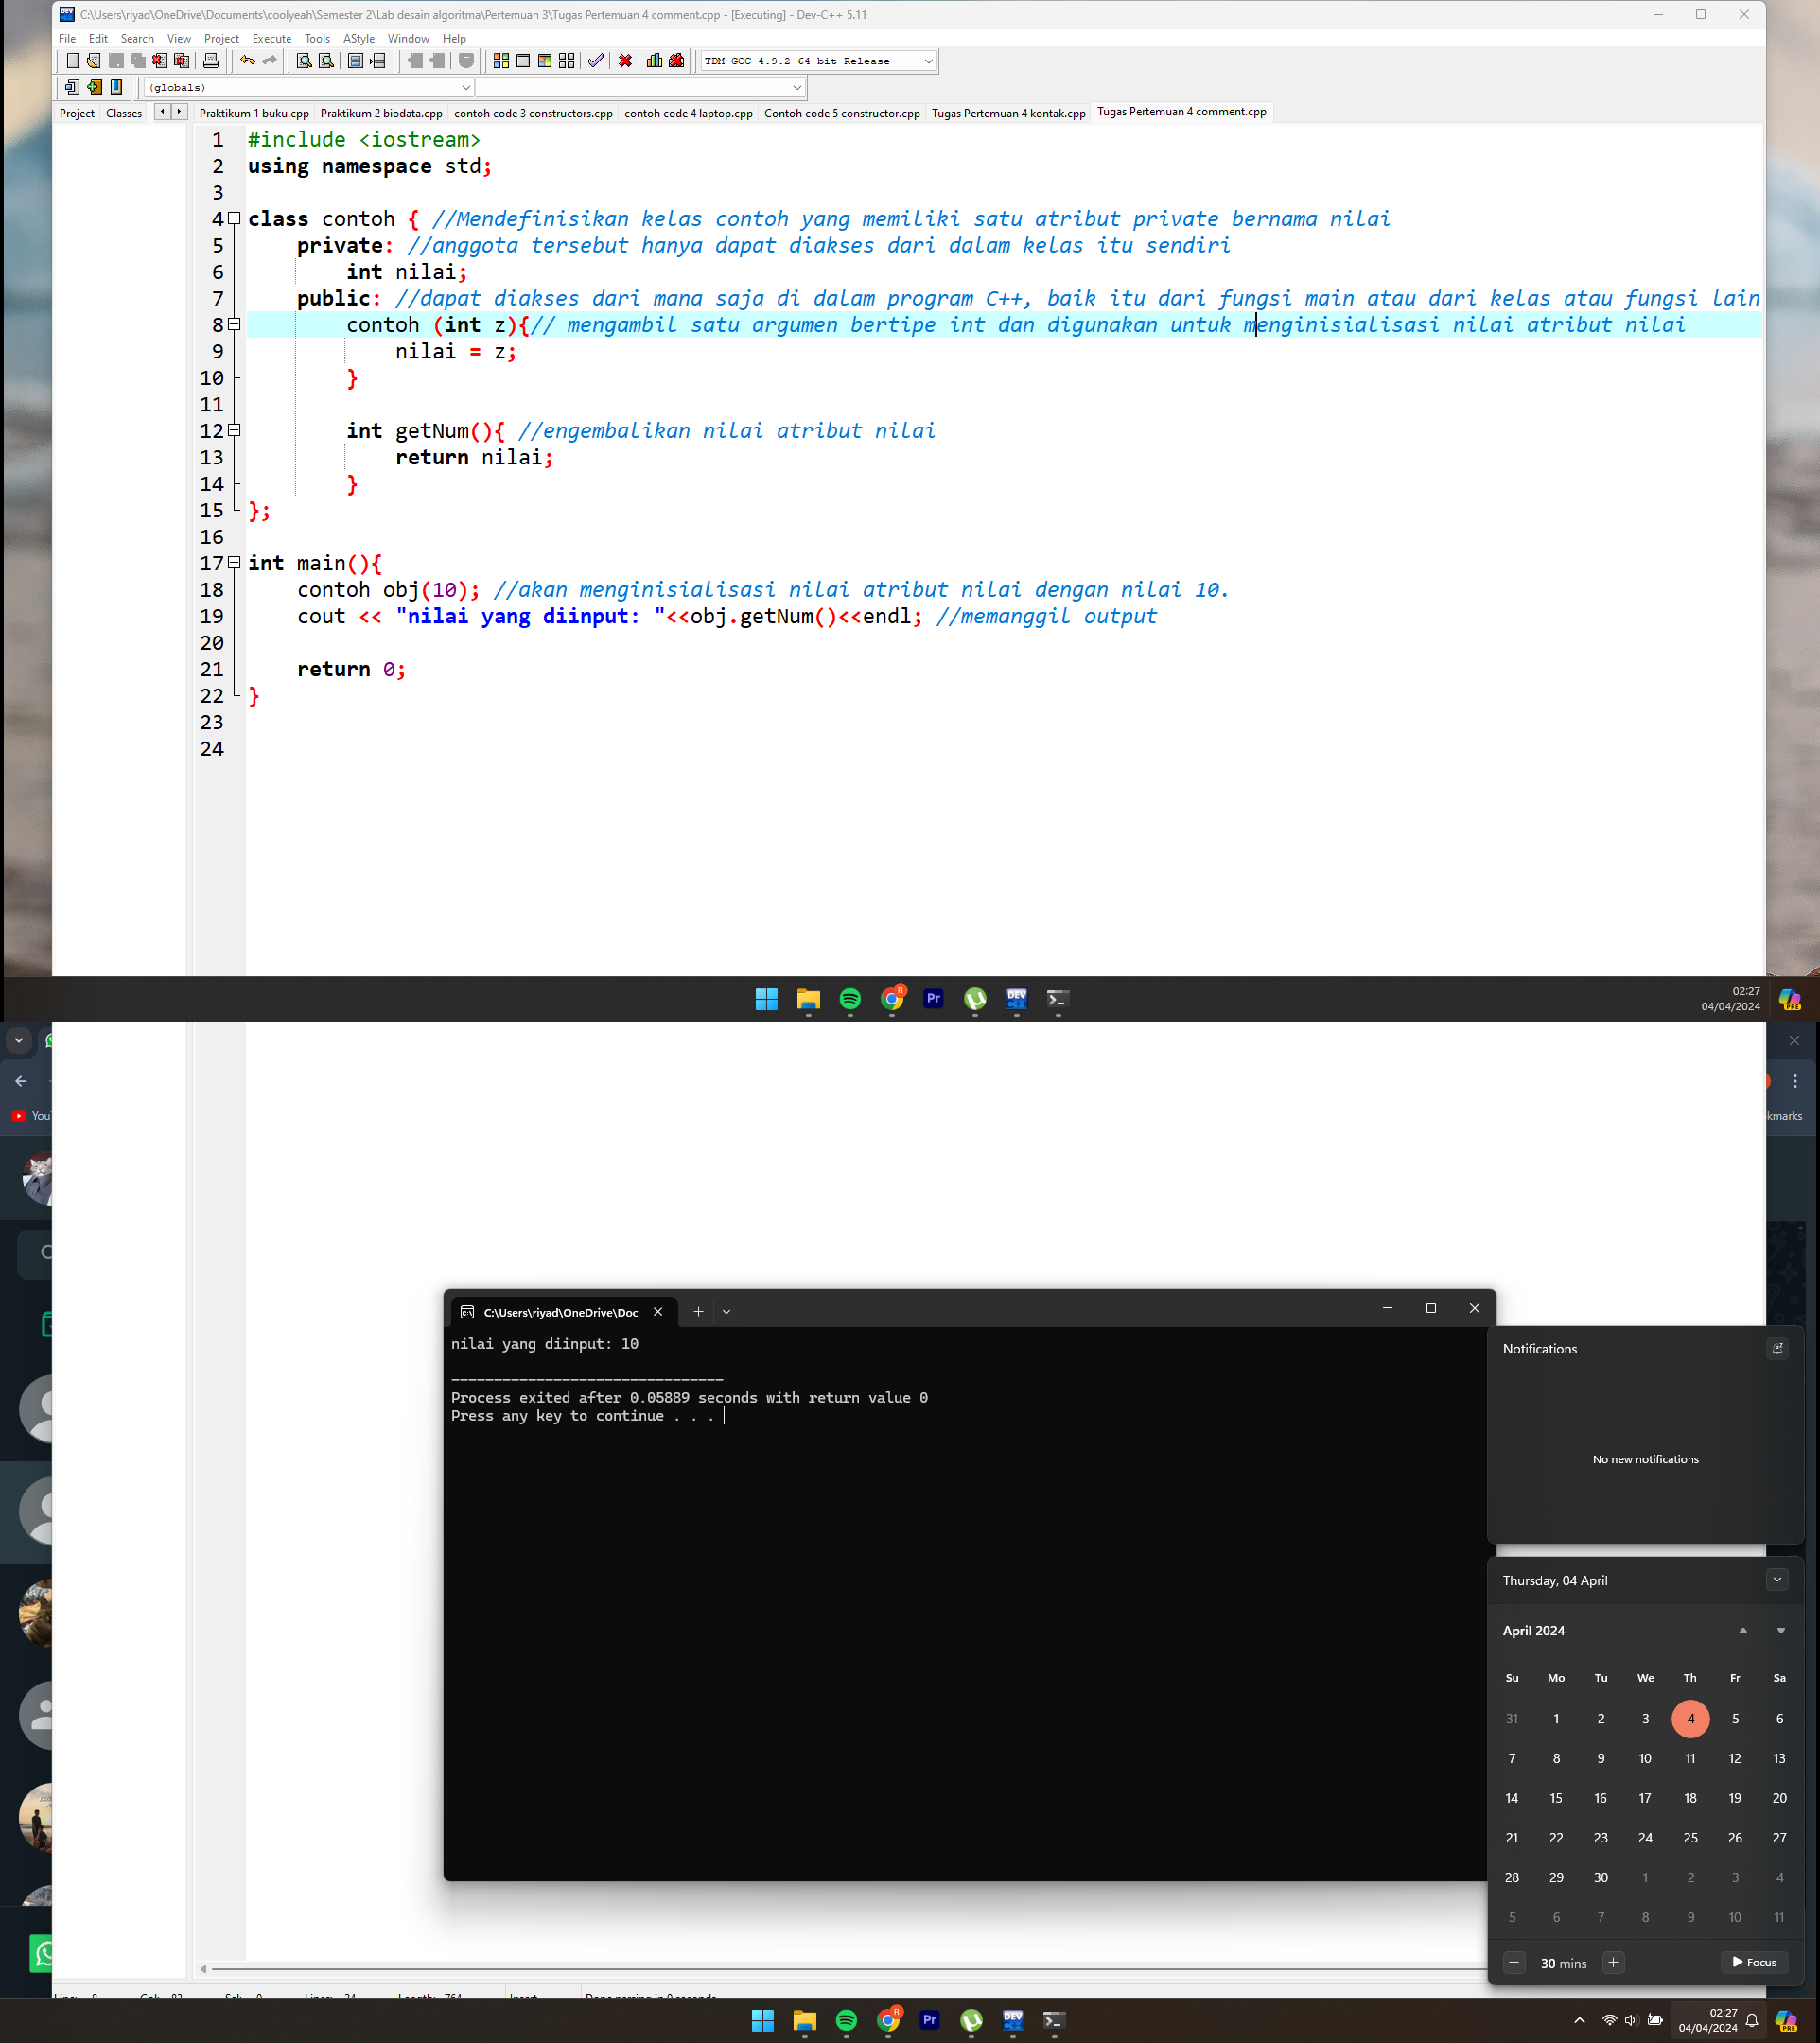 C:\Users\riyad\OneDrive\Documents\coolyeah\Semester 2\Lab desain algoritma\Pertemuan 3\Tugas Pertemuan 4 comment.cpp - [Executing] - Dev-C++ 5.11
File Edit Search View Project Execute Tools AStyle Window Help
TDM-GCC 4.9.2 64-bit Release
(globals)
Project Classes Praktikum 1 buku.cpp Praktikum 2 biodata.cpp contoh code 3 constructors.cpp contoh code 4 laptop.cpp Contoh code 5 constructor.cpp Tugas Pertemuan 4 kontak.cpp Tugas Pertemuan 4 comment.cpp
1 #include <iostream>
2 using namespace std;
3
4 class contoh { //Mendefinisikan kelas contoh yang memiliki satu atribut private bernama nilai
5 private: //anggota tersebut hanya dapat diakses dari dalam kelas itu sendiri
6 int nilai;
7 public: //dapat diakses dari mana saja di dalam program C++, baik itu dari fungsi main atau dari kelas atau fungsi lain
8 contoh (int z){// mengambil satu argumen bertipe int dan digunakan untuk menginisialisasi nilai atribut nilai
9 nilai = z;
10 }
11
12 int getNum(){ //engembalikan nilai atribut nilai
13 return nilai;
14 }
15 };
16
17 int main(){
18 contoh obj(10); //akan menginisialisasi nilai atribut nilai dengan nilai 10.
19 cout << "nilai yang diinput: "<<obj.getNum()<<endl; //memanggil output
20
21 return 0;
22 }
23
24
Pr DEV
02:27
04/04/2024
PRE
You
kmarks
C:\Users\riyad\OneDrive\Docu
nilai yang diinput: 10
--------------------------------
Process exited after 0.05889 seconds with return value 0
Press any key to continue . . .
Notifications
No new notifications
Thursday, 04 April
April 2024
Su Mo Tu We Th Fr Sa
31 1 2 3 4 5 6
7 8 9 10 11 12 13
14 15 16 17 18 19 20
21 22 23 24 25 26 27
28 29 30 1 2 3 4
5 6 7 8 9 10 11
30 mins Focus
Pr DEV
02:27
04/04/2024
PRE